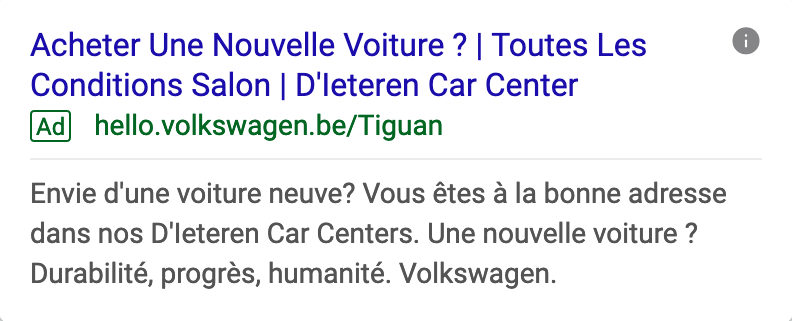 Acheter Une Nouvelle Voiture ? | Toutes Les
Conditions Salon | D'Ieteren Car Center
Ad hello.volkswagen.be/Tiguan
Envie d'une voiture neuve? Vous êtes à la bonne adresse
dans nos D'Ieteren Car Centers. Une nouvelle voiture ?
Durabilité, progrès, humanité. Volkswagen.